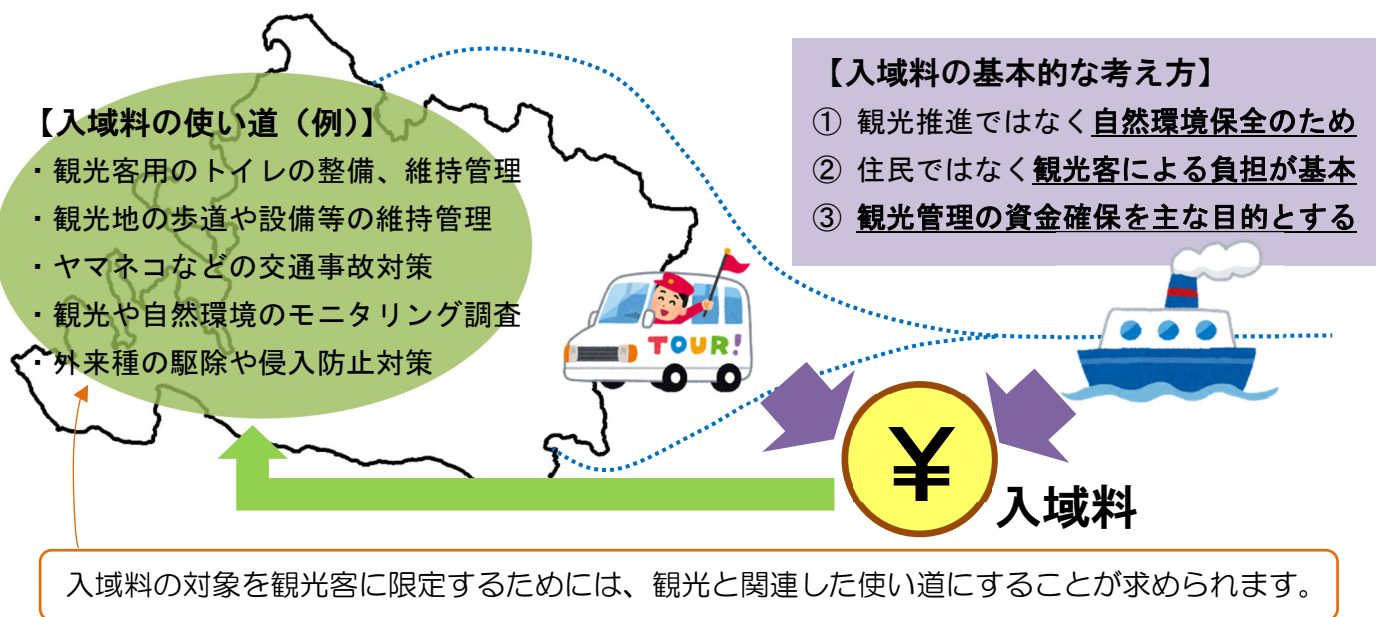 【入域料の使い道（例）】
・観光客用のトイレの整備、維持管理
・観光地の歩道や設備等の維持管理
・ヤマネコなどの交通事故対策
・観光や自然環境のモニタリング調査
・外来種の駆除や侵入防止対策
【入域料の基本的な考え方】
① 観光推進ではなく自然環境保全のため
② 住民ではなく観光客による負担が基本
③ 観光管理の資金確保を主な目的とする
TOUR!
¥
入域料
入域料の対象を観光客に限定するためには、観光と関連した使い道にすることが求められます。